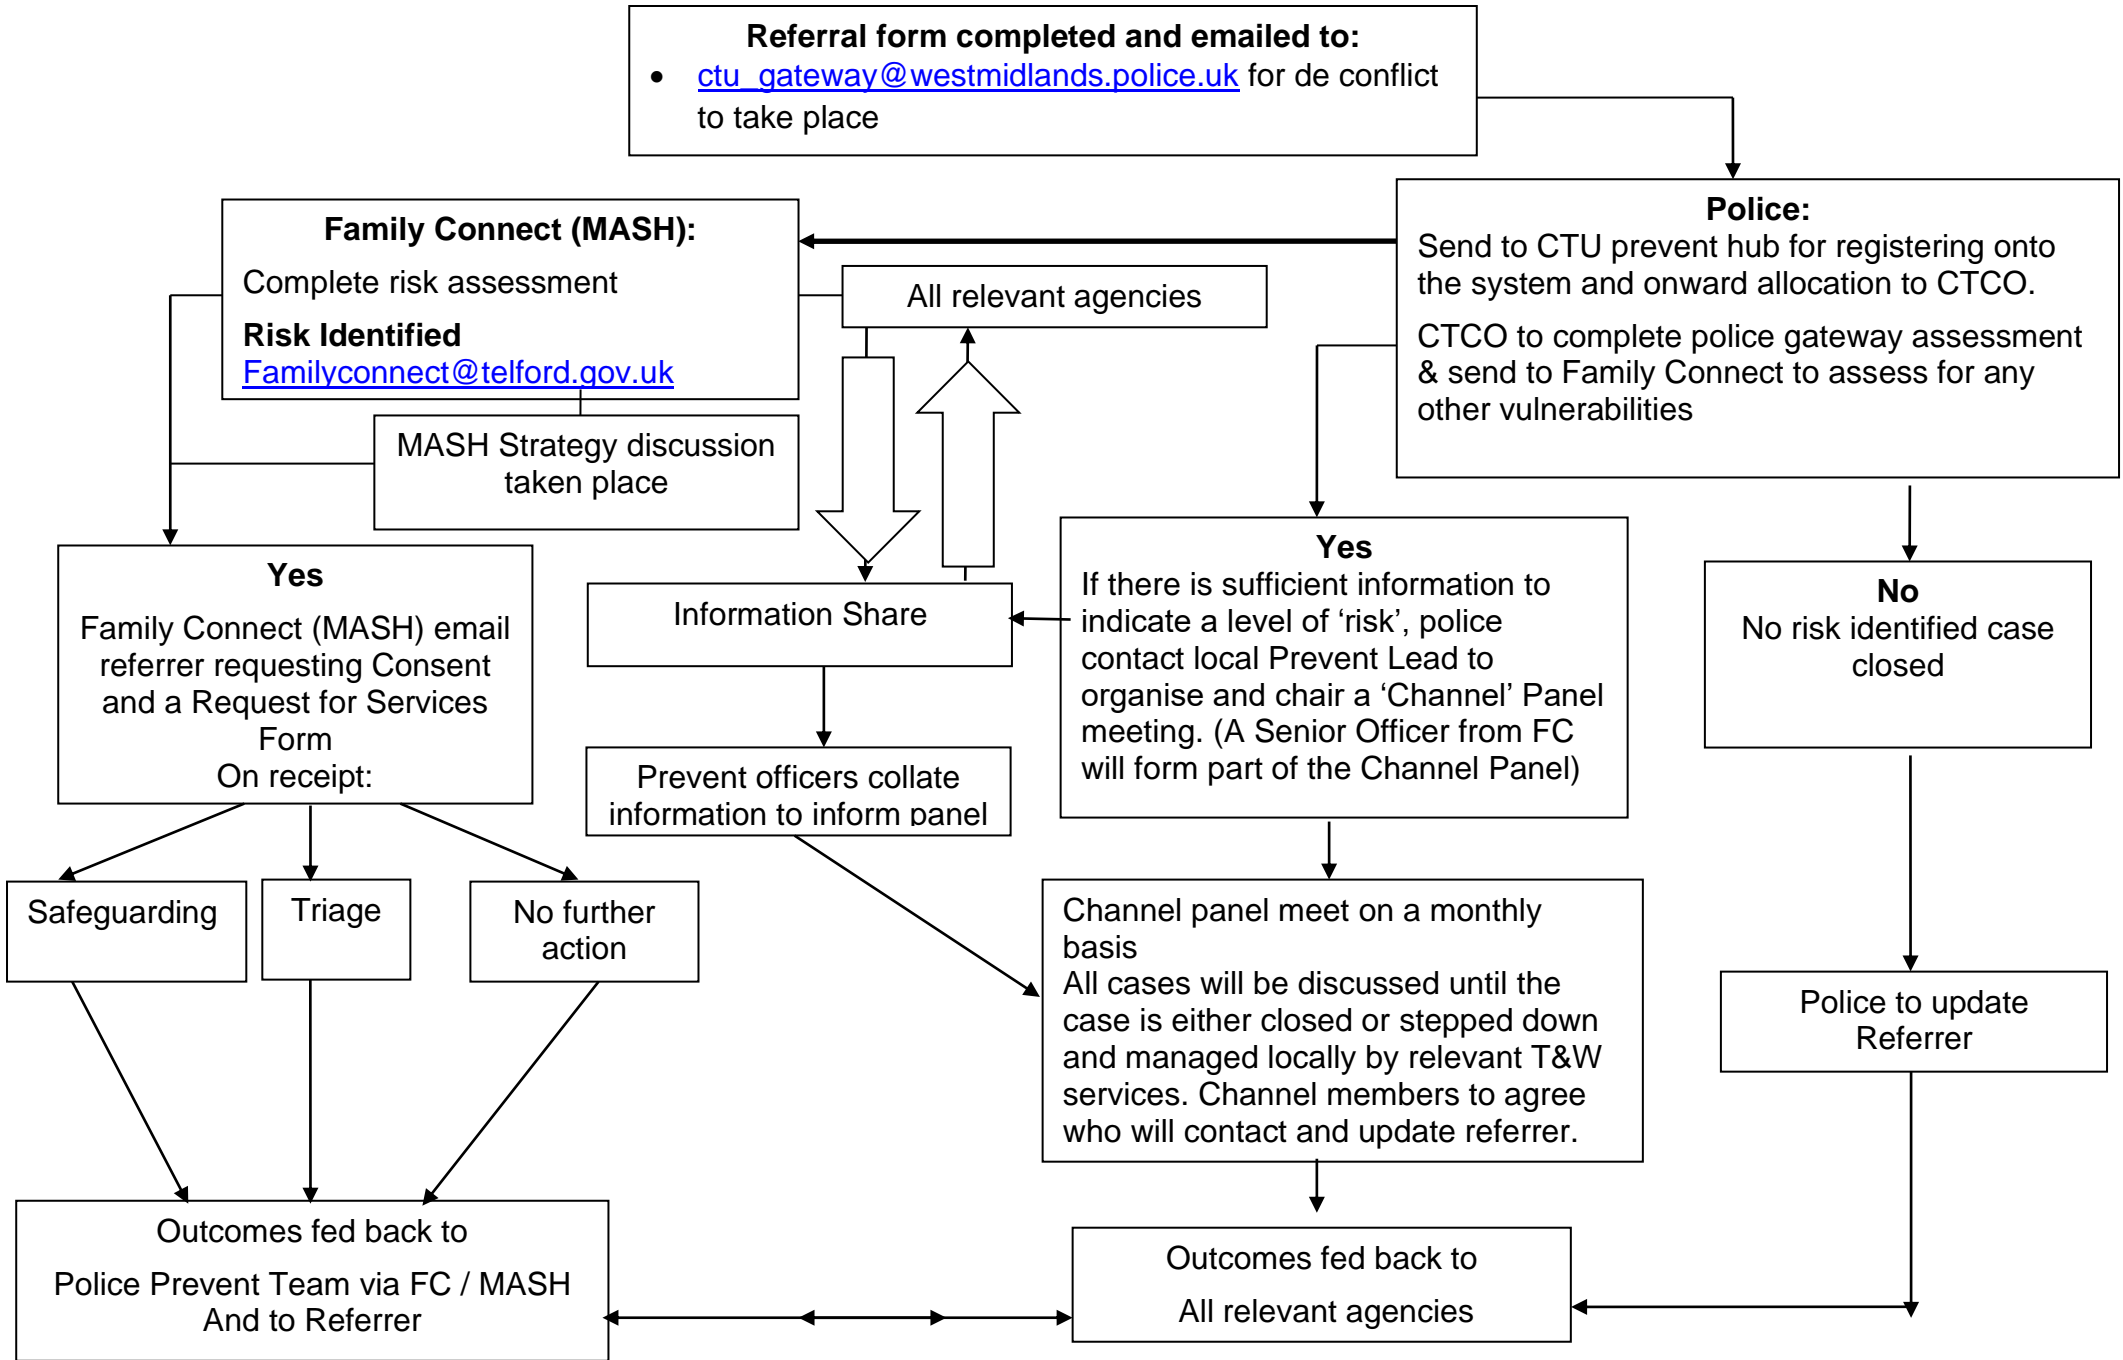 Referral form completed and emailed to:
• ctu_gateway@westmidlands.police.uk for de conflict
to take place
Family Connect (MASH):
Complete risk assessment
Risk Identified
Familyconnect@telford.gov.uk
All relevant agencies
Police:
Send to CTU prevent hub for registering onto
the system and onward allocation to CTCO.
CTCO to complete police gateway assessment
& send to Family Connect to assess for any
other vulnerabilities
MASH Strategy discussion
taken place
Yes
Family Connect (MASH) email
referrer requesting Consent
and a Request for Services
Form
On receipt:
Information Share
Yes
If there is sufficient information to
indicate a level of ‘risk’, police
contact local Prevent Lead to
organise and chair a ‘Channel’ Panel
meeting. (A Senior Officer from FC
will form part of the Channel Panel)
No
No risk identified case
closed
Prevent officers collate
information to inform panel
Safeguarding
Triage
No further
action
Channel panel meet on a monthly
basis
All cases will be discussed until the
case is either closed or stepped down
and managed locally by relevant T&W
services. Channel members to agree
who will contact and update referrer.
Police to update
Referrer
Outcomes fed back to
Police Prevent Team via FC / MASH
And to Referrer
Outcomes fed back to
All relevant agencies